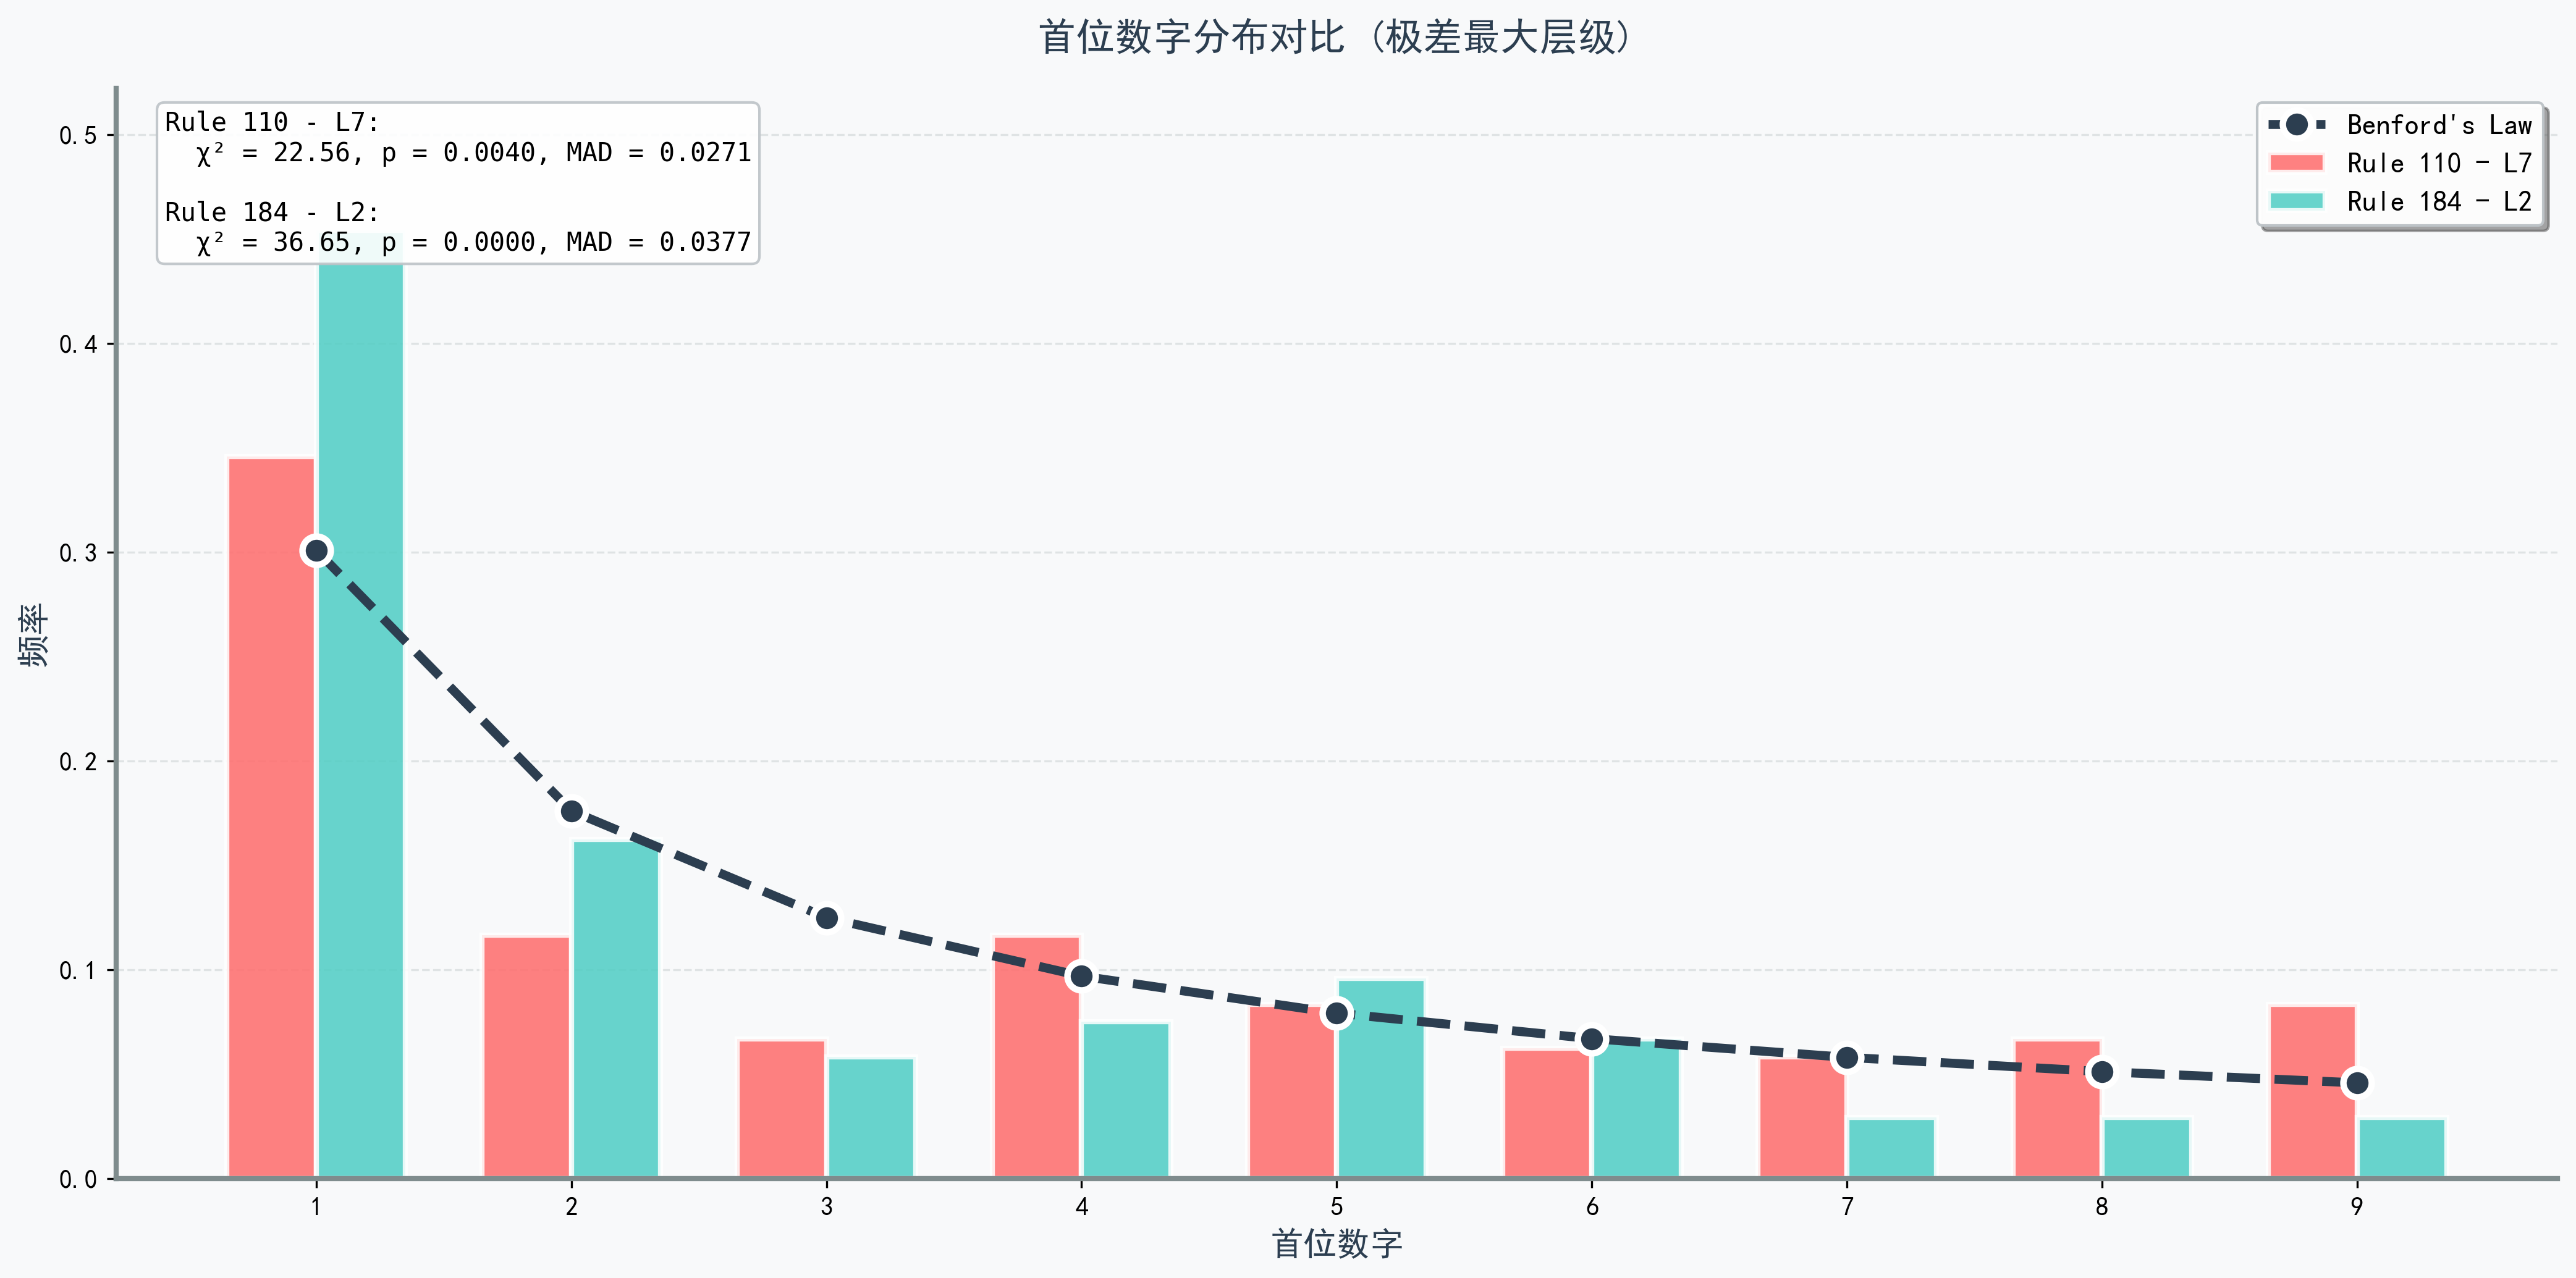 首位数字分布对比 (极差最大层级)
Rule 110 - L7:
χ² = 22.56, p = 0.0040, MAD = 0.0271
Rule 184 - L2:
χ² = 36.65, p = 0.0000, MAD = 0.0377
Benford's Law
Rule 110 - L7
Rule 184 - L2
频率
0.5
0.4
0.3
0.2
0.1
0.0
1 2 3 4 5 6 7 8 9
首位数字